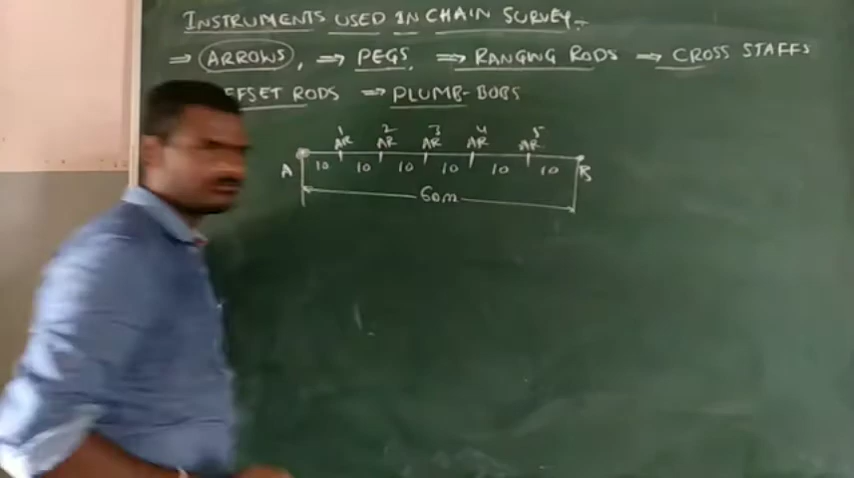 INSTRUMENTS USED IN CHAIN SURVEY.
⇒ ARROWS, ⇒ PEGS. ⇒ RANGING RODS ⇒ CROSS STAFFS
RODS ⇒ PLUMB-BOBS
1 2 3 4 5
AR AR AR AR AR
A 10 10 10 10 10 10 B
60m